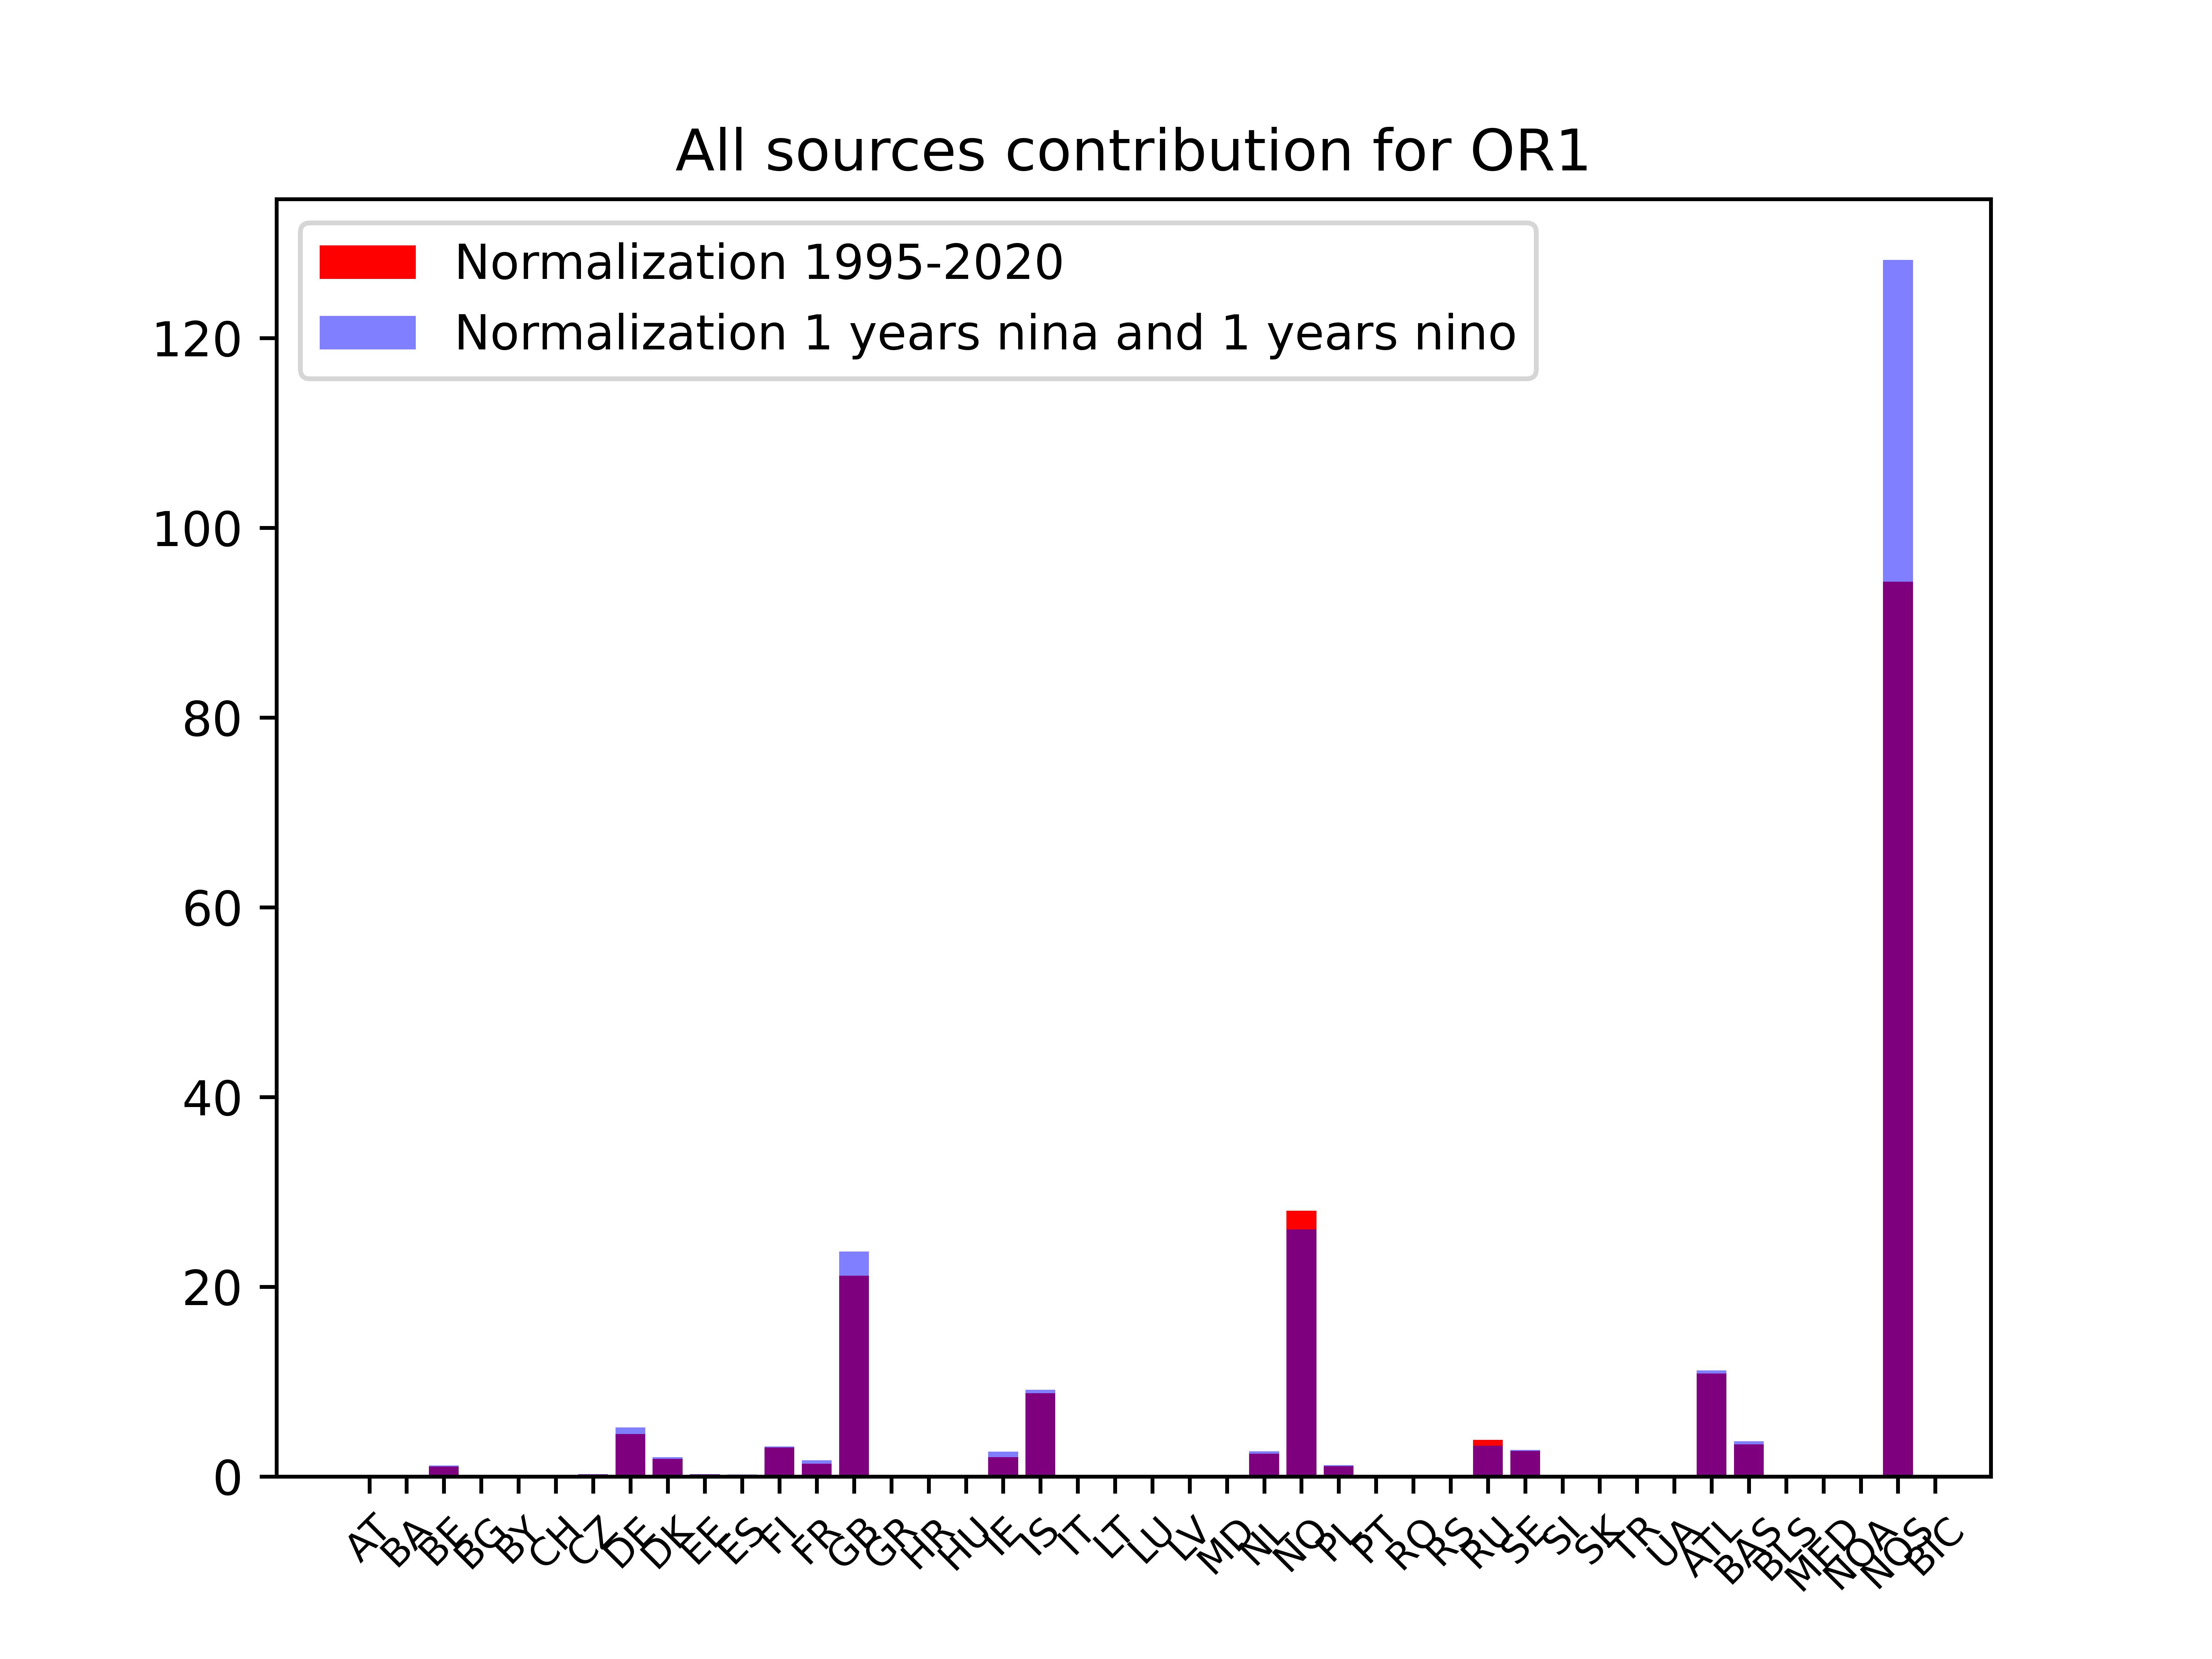 All sources contribution for OR1
Normalization 1995-2020
Normalization 1 years nina and 1 years nino
120
100
80
60
40
20
0
AT BA BE BG BY CH CZ DE DK EE ES FI FR GB GR HR HU IE IS IT LT LU LV MD NL NO PL PT RO RS RU SE SI SK TR UA ATL BAS BLS MED NOA NOS BIC